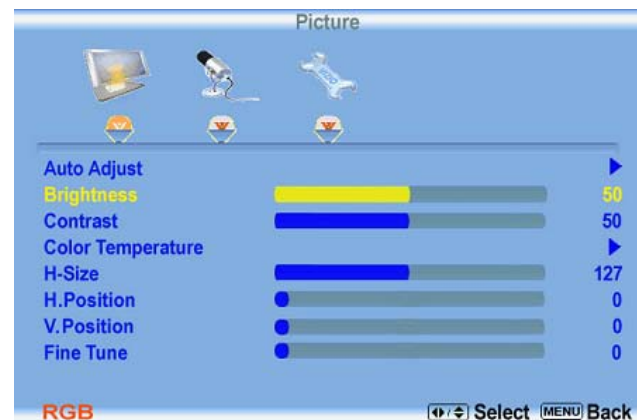 Picture
Auto Adjust
Brightness 50
Contrast 50
Color Temperature
H-Size 127
H.Position 0
V.Position 0
Fine Tune 0
RGB Select MENU Back